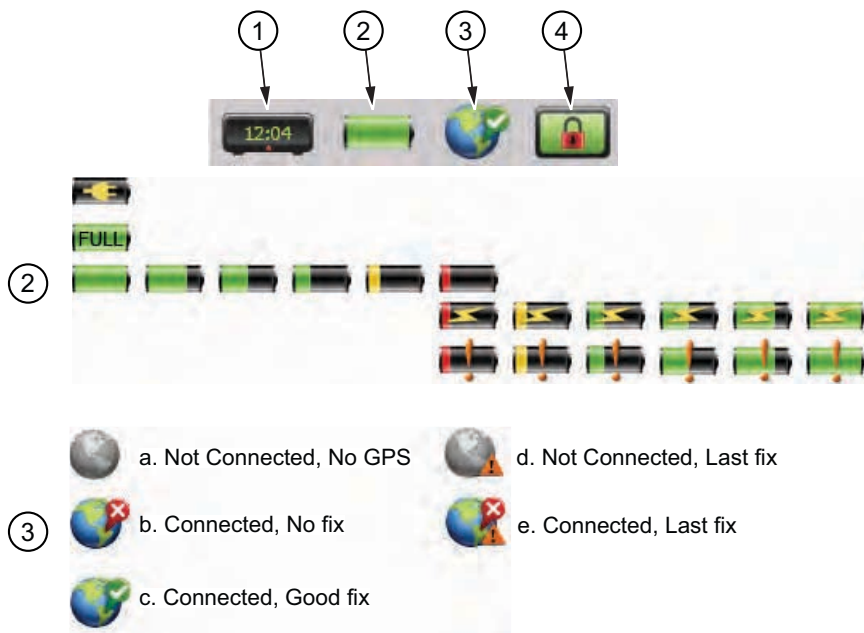 1 2 3 4
12:04
FULL
2
a. Not Connected, No GPS
d. Not Connected, Last fix
3
b. Connected, No fix
e. Connected, Last fix
c. Connected, Good fix